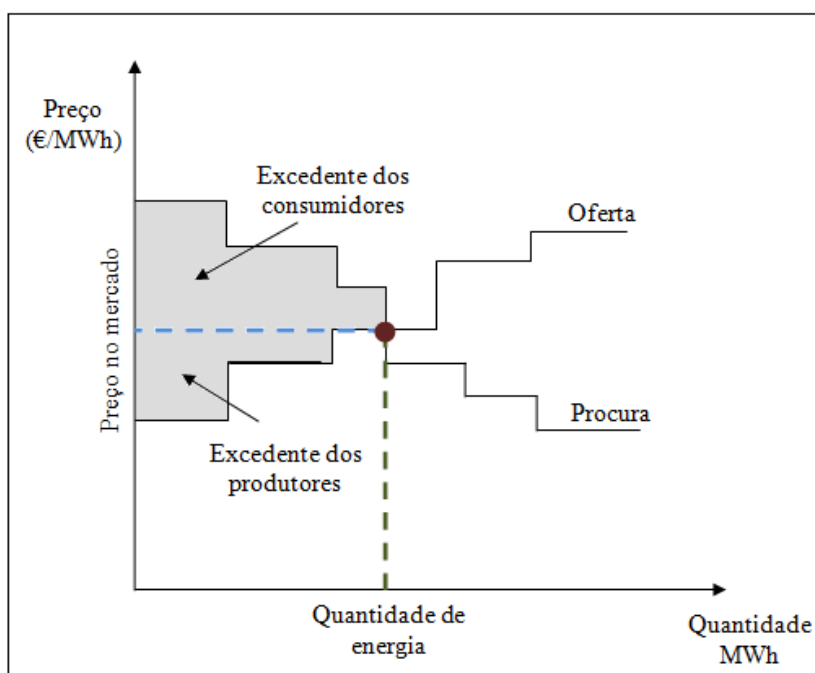 Preço
(€/MWh)
Excedente dos
consumidores
Oferta
Preço no mercado
Procura
Excedente dos
produtores
Quantidade de
energia
Quantidade
MWh